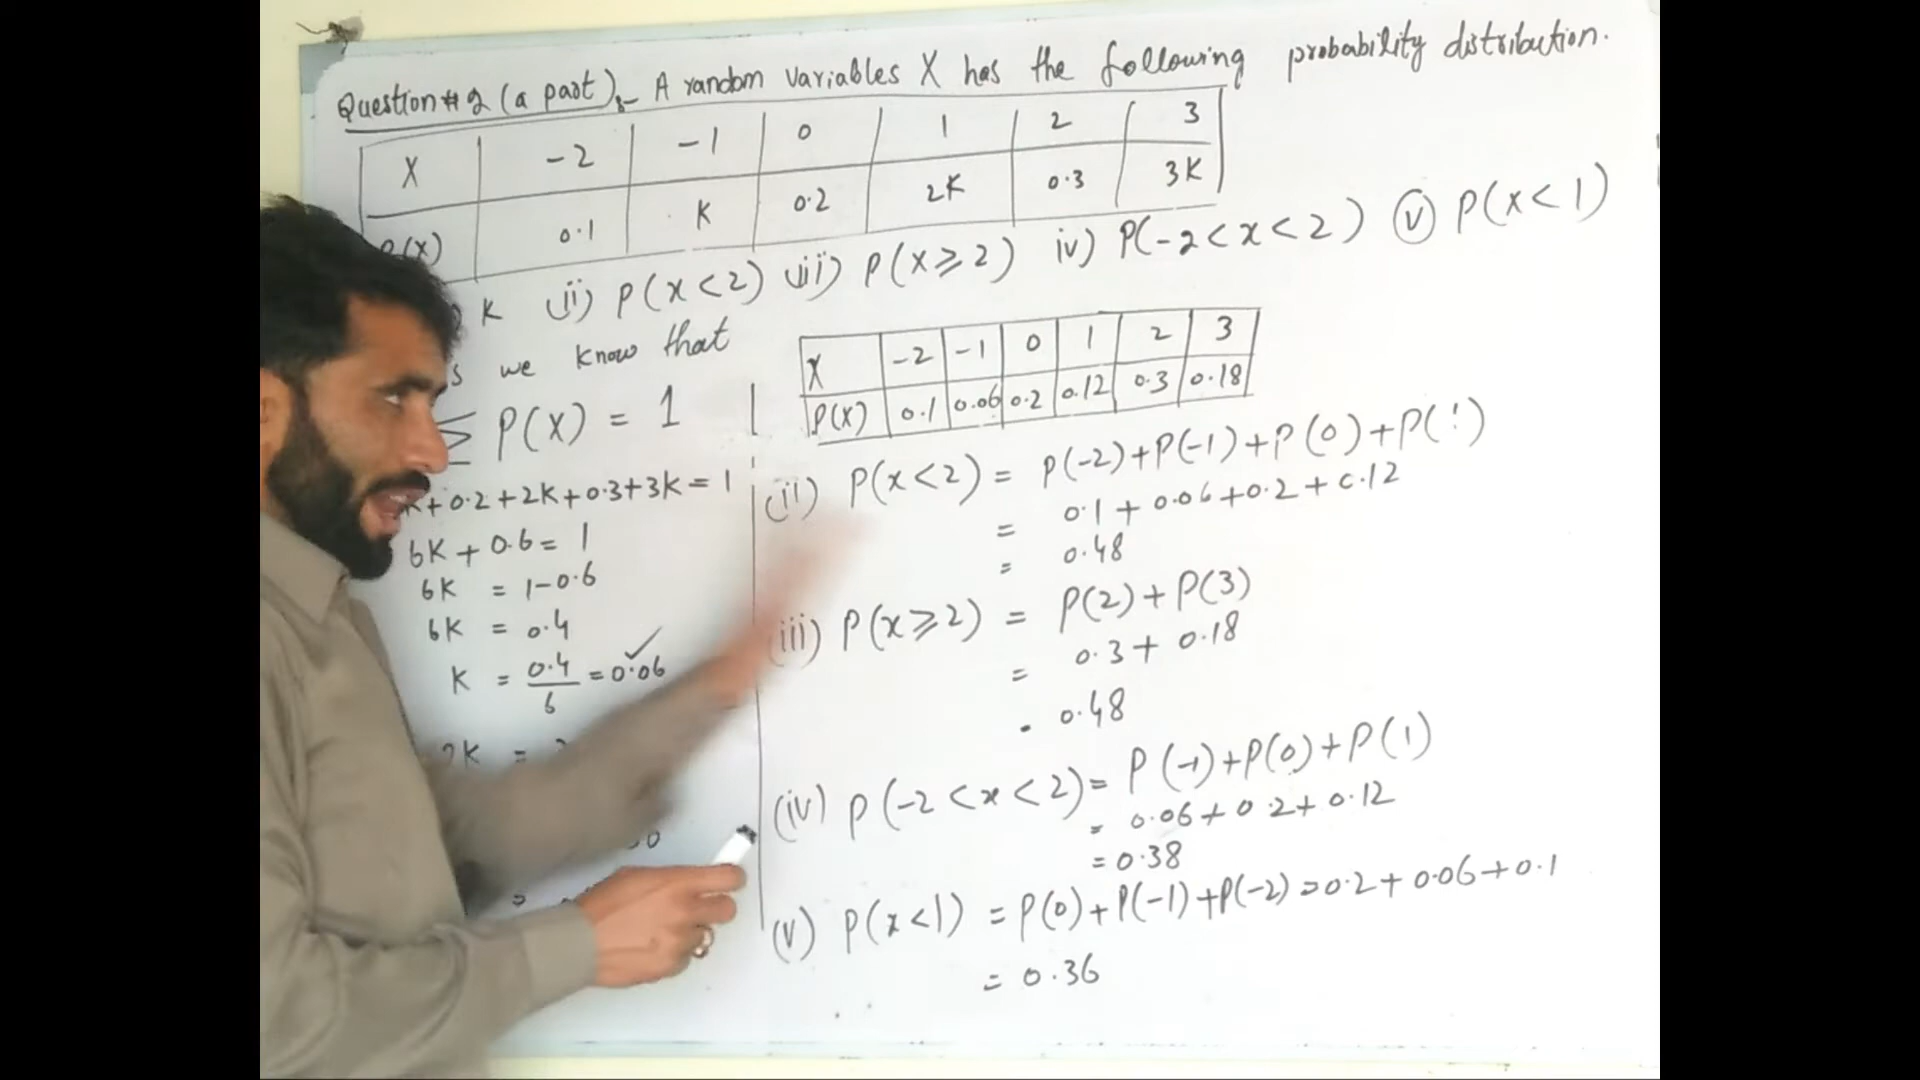 Question # 2 (a part):- A random variables X has the following probability distribution.
X -2 -1 0 1 2 3
P(X) 0.1 K 0.2 2K 0.3 3K
K (ii) P(x<2) (iii) P(x⩾2) iv) P(-2<x<2) (v) P(x<1)
we know that
∑ P(X) = 1
K+0.2+2K+0.3+3K=1
6K+0.6=1
6K = 1-0.6
6K = 0.4
K = 0.4/6 = 0.06 ✓
2K =
X -2 -1 0 1 2 3
P(X) 0.1 0.06 0.2 0.12 0.3 0.18
(ii) P(x<2) = P(-2)+P(-1)+P(0)+P(1)
= 0.1+0.06+0.2+0.12
= 0.48
(iii) P(x⩾2) = P(2)+P(3)
= 0.3+0.18
= 0.48
(iv) P(-2<x<2)= P(-1)+P(0)+P(1)
= 0.06+0.2+0.12
= 0.38
(v) P(x<1) = P(0)+P(-1)+P(-2)=0.2+0.06+0.1
= 0.36